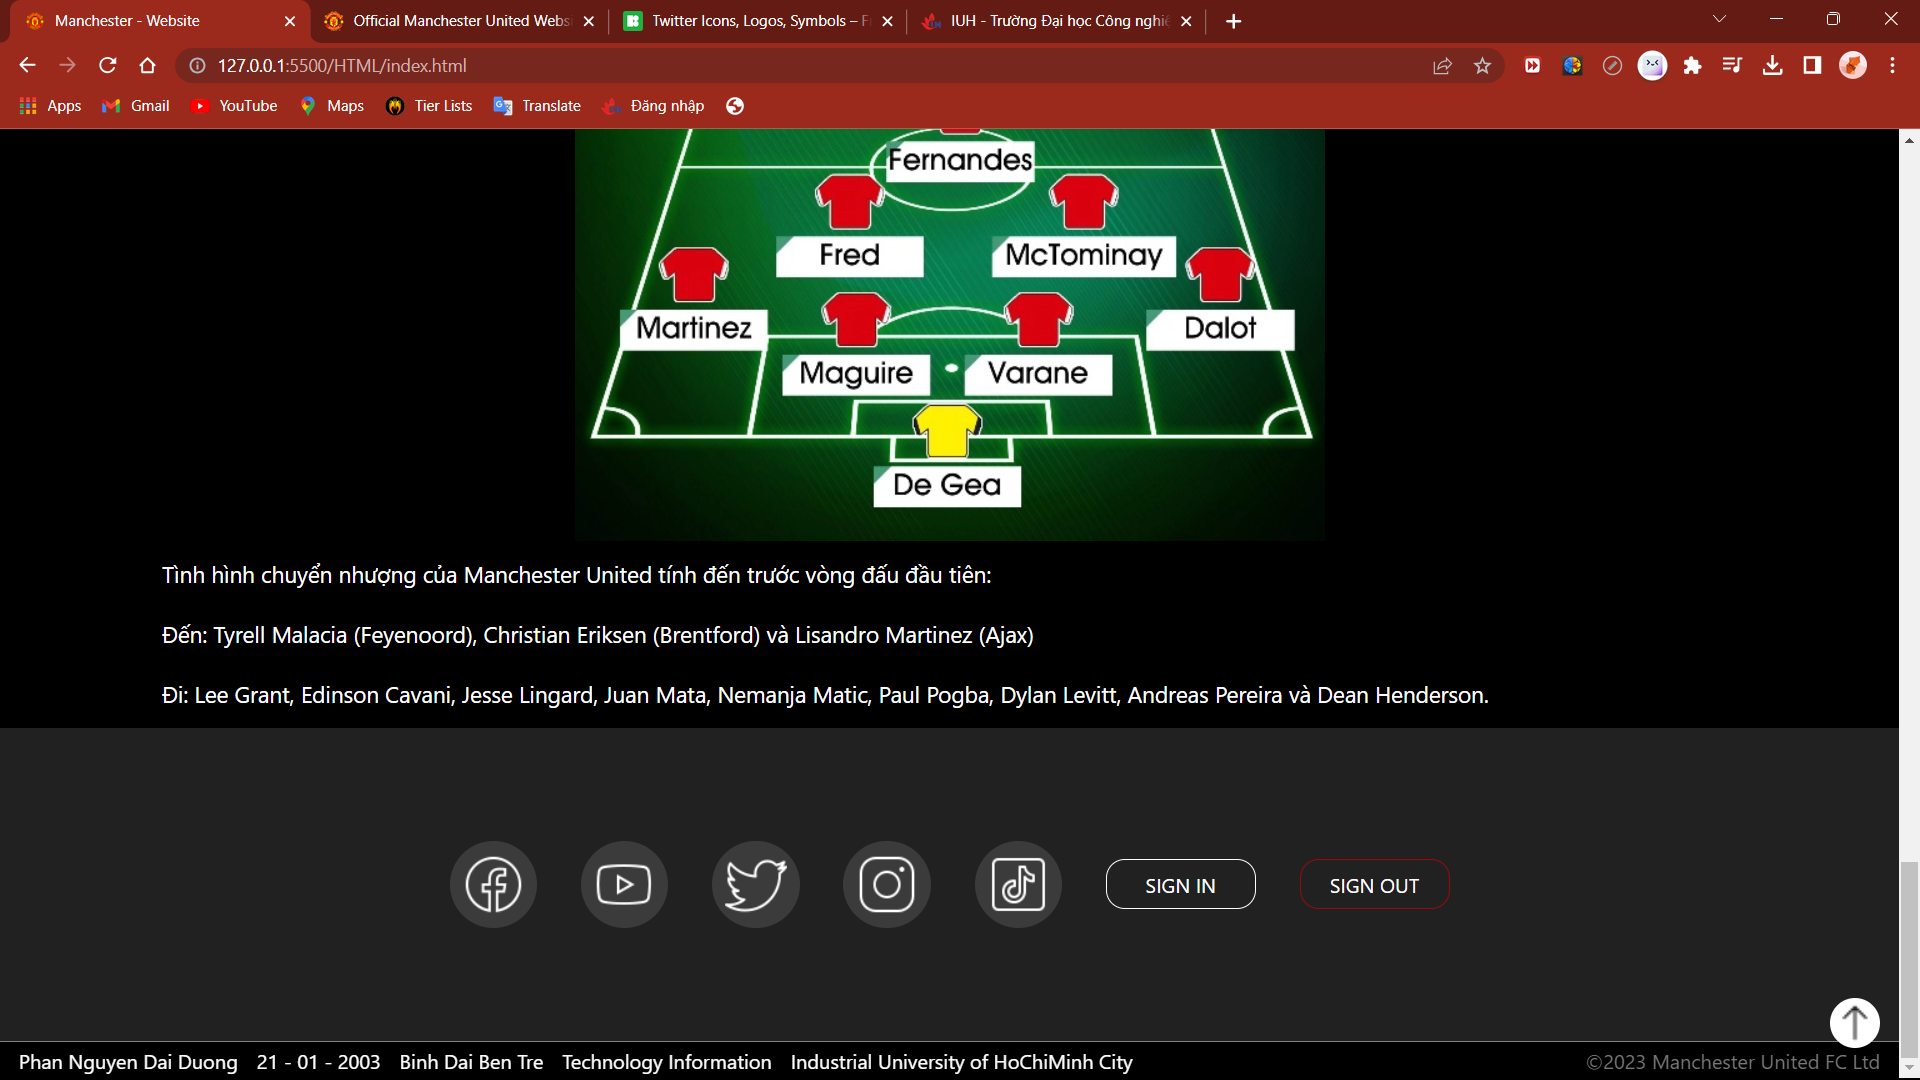 Manchester - Website
Official Manchester United Webs
Twitter Icons, Logos, Symbols – F
IUH - Trường Đại học Công nghiệ
127.0.0.1:5500/HTML/index.html
Apps Gmail YouTube Maps Tier Lists Translate Đăng nhập
Fernandes
Fred McTominay
Martinez Dalot
Maguire Varane
De Gea
Tình hình chuyển nhượng của Manchester United tính đến trước vòng đấu đầu tiên:
Đến: Tyrell Malacia (Feyenoord), Christian Eriksen (Brentford) và Lisandro Martinez (Ajax)
Đi: Lee Grant, Edinson Cavani, Jesse Lingard, Juan Mata, Nemanja Matic, Paul Pogba, Dylan Levitt, Andreas Pereira và Dean Henderson.
SIGN IN SIGN OUT
Phan Nguyen Dai Duong 21 - 01 - 2003 Binh Dai Ben Tre Technology Information Industrial University of HoChiMinh City ©2023 Manchester United FC Ltd